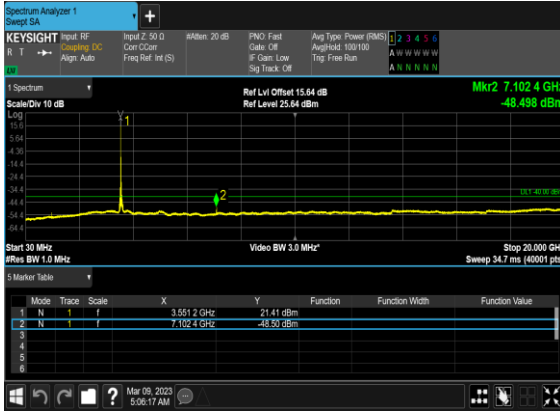 Spectrum Analyzer 1
Swept SA
+
KEYSIGHT Input: RF Input Z: 50 Ω #Atten: 20 dB PNO: Fast Avg Type: Power (RMS) 1 2 3 4 5 6
R T Coupling: DC Corr CCorr Gate: Off Avg|Hold: 100/100 A W W W W W
Align: Auto Freq Ref: Int (S) IF Gain: Low Trig: Free Run
Sig Track: Off A N N N N N
1 Spectrum Ref Lvl Offset 15.64 dB Mkr2 7.102 4 GHz
Scale/Div 10 dB Ref Level 25.64 dBm -48.498 dBm
Log
15.6
5.64
-4.36
-14.4
-24.4
-34.4
-44.4
-54.4
-64.4
1
2
DL1 -40.00 dBm
Start 30 MHz Video BW 3.0 MHz* Stop 20.000 GH
#Res BW 1.0 MHz Sweep 34.7 ms (40001 pts
5 Marker Table
Mode Trace Scale X Y Function Function Width Function Value
1 N 1 f 3.551 2 GHz 21.41 dBm
2 N 1 f 7.102 4 GHz -48.50 dBm
3
4
5
6
? Mar 09, 2023
5:06:17 AM